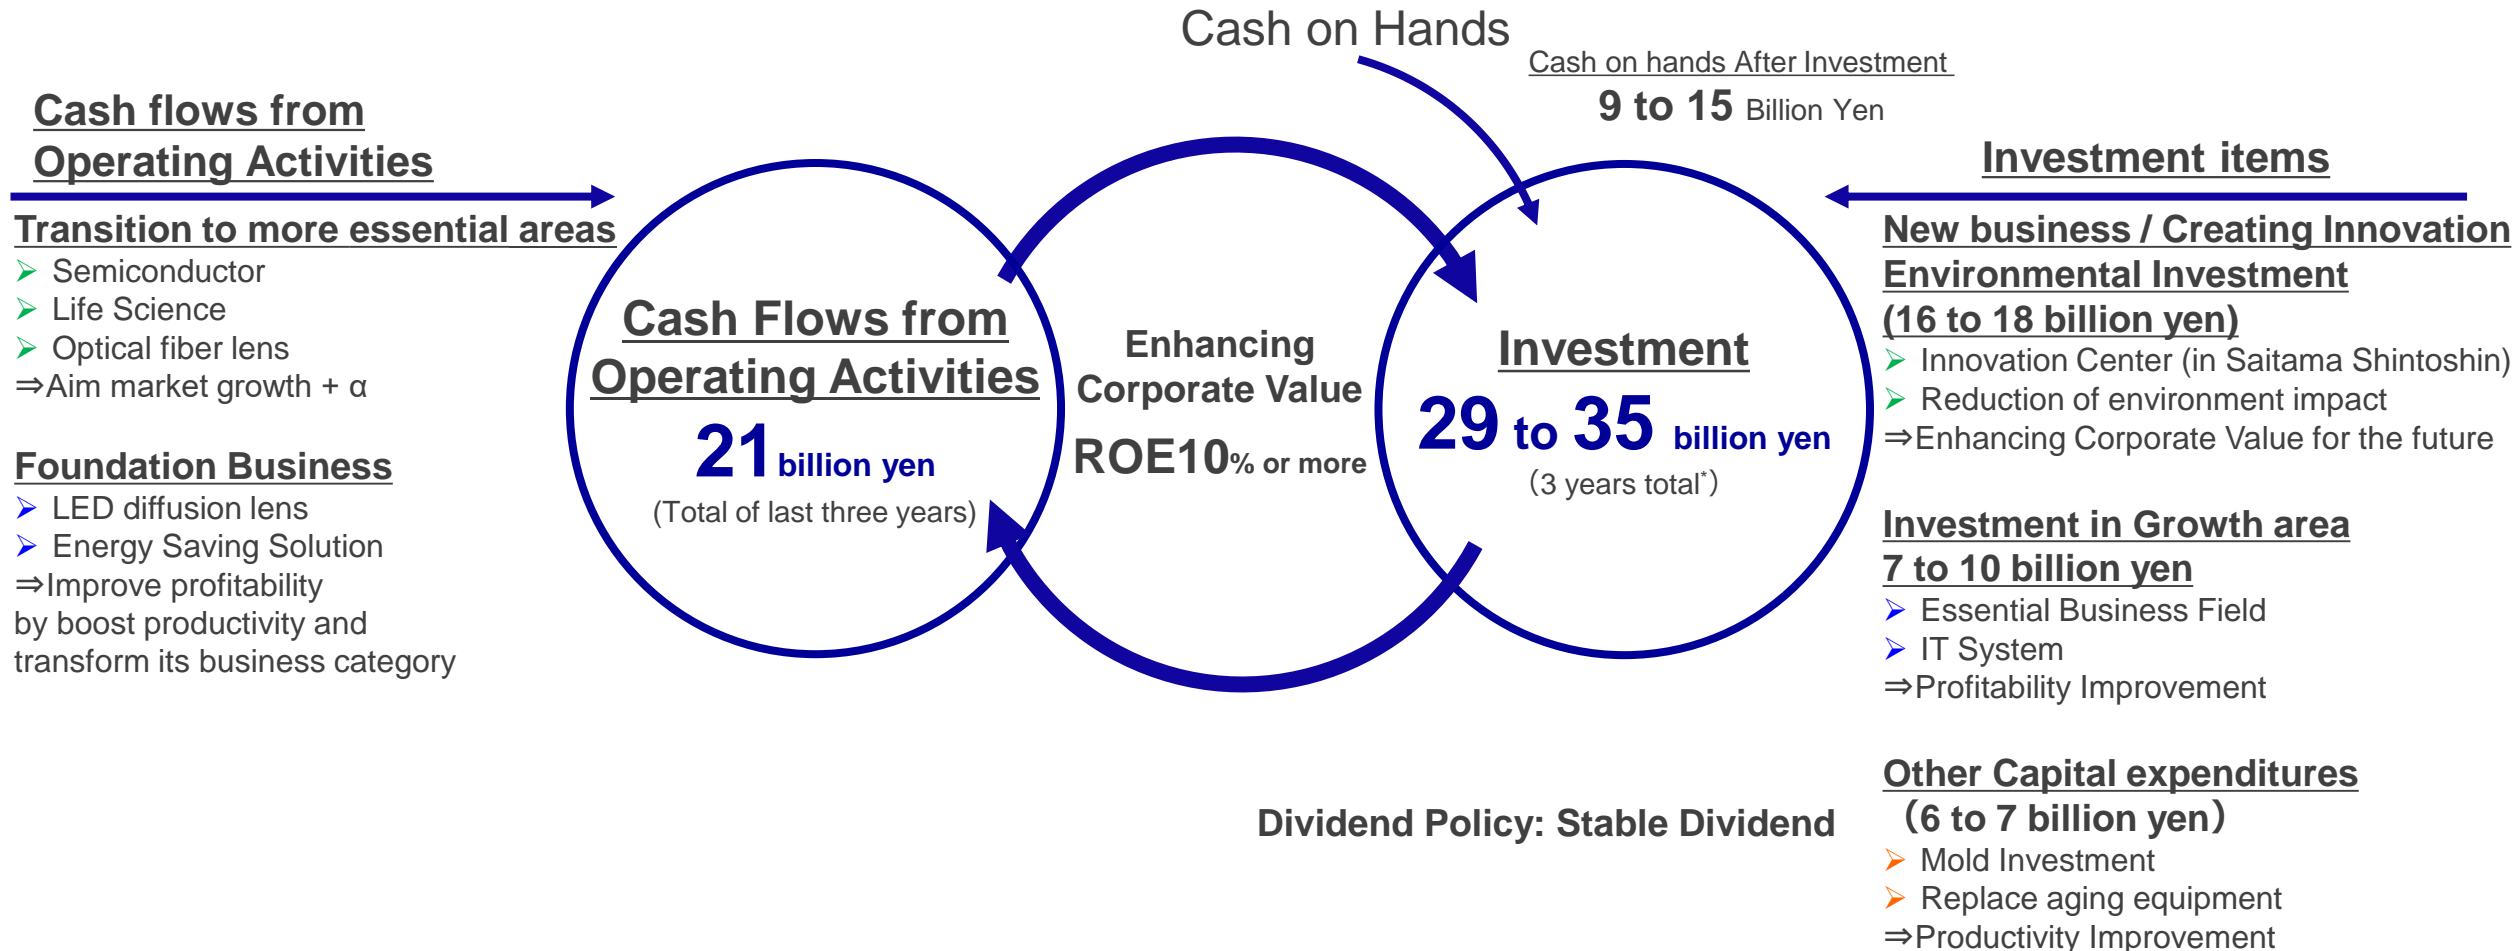 Cash on Hands
Cash on hands After Investment
9 to 15 Billion Yen
Cash flows from
Operating Activities
Transition to more essential areas
➢ Semiconductor
➢ Life Science
➢ Optical fiber lens
⇒Aim market growth + α
Foundation Business
➢ LED diffusion lens
➢ Energy Saving Solution
⇒Improve profitability
by boost productivity and
transform its business category
Cash Flows from
Operating Activities
21 billion yen
(Total of last three years)
Enhancing
Corporate Value
ROE10% or more
Investment
29 to 35 billion yen
(3 years total*)
Investment items
New business / Creating Innovation
Environmental Investment
(16 to 18 billion yen)
➢ Innovation Center (in Saitama Shintoshin)
➢ Reduction of environment impact
⇒Enhancing Corporate Value for the future
Investment in Growth area
7 to 10 billion yen
➢ Essential Business Field
➢ IT System
⇒Profitability Improvement
Other Capital expenditures
(6 to 7 billion yen)
➢ Mold Investment
➢ Replace aging equipment
⇒Productivity Improvement
Dividend Policy: Stable Dividend